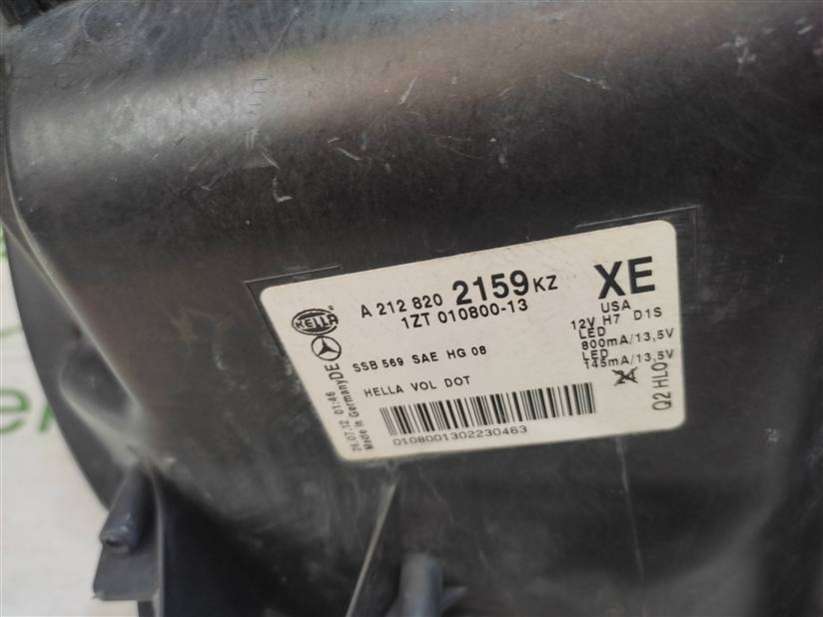 HELLA
A 212 820 2159 KZ
1ZT 010800-13
XE
USA
12V H7 D1S
LED
800mA/13,5V
LED
145mA/13,5V
SSB 569 SAE HG 08
HELLA VOL DOT
DE
Made in Germany
0108001302230463
Q2 HLO